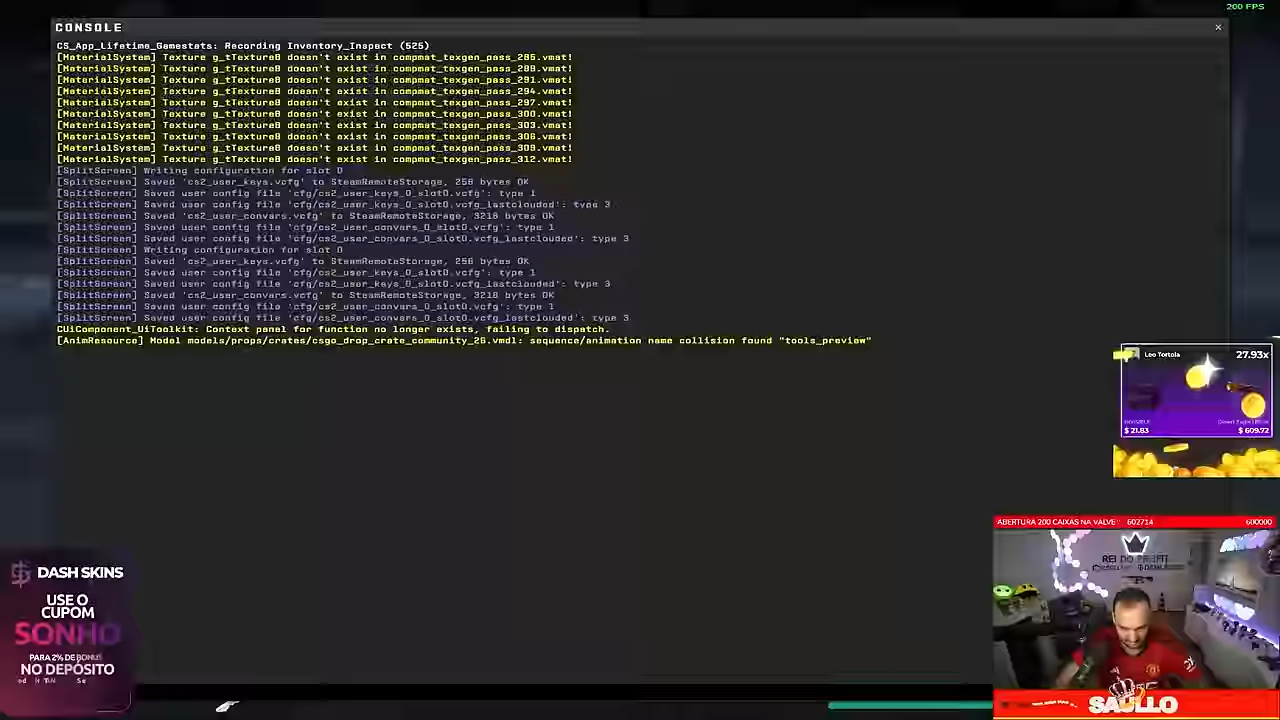 200 FPS
CONSOLE
CS_App_Lifetime_Gamestats: Recording Inventory_Inspect (525)
[MaterialSystem] Texture g_tTexture0 doesn't exist in compmat_texgen_pass_285.vmat!
[MaterialSystem] Texture g_tTexture0 doesn't exist in compmat_texgen_pass_288.vmat!
[MaterialSystem] Texture g_tTexture0 doesn't exist in compmat_texgen_pass_291.vmat!
[MaterialSystem] Texture g_tTexture0 doesn't exist in compmat_texgen_pass_294.vmat!
[MaterialSystem] Texture g_tTexture0 doesn't exist in compmat_texgen_pass_297.vmat!
[MaterialSystem] Texture g_tTexture0 doesn't exist in compmat_texgen_pass_300.vmat!
[MaterialSystem] Texture g_tTexture0 doesn't exist in compmat_texgen_pass_303.vmat!
[MaterialSystem] Texture g_tTexture0 doesn't exist in compmat_texgen_pass_306.vmat!
[MaterialSystem] Texture g_tTexture0 doesn't exist in compmat_texgen_pass_309.vmat!
[MaterialSystem] Texture g_tTexture0 doesn't exist in compmat_texgen_pass_312.vmat!
[SplitScreen] Writing configuration for slot 0
[SplitScreen] Saved 'cs2_user_keys.vcfg' to SteamRemoteStorage, 256 bytes OK
[SplitScreen] Saved user config file 'cfg/cs2_user_keys_0_slot0.vcfg': type 1
[SplitScreen] Saved user config file 'cfg/cs2_user_keys_0_slot0.vcfg_lastclouded': type 3
[SplitScreen] Saved 'cs2_user_convars.vcfg' to SteamRemoteStorage, 3218 bytes OK
[SplitScreen] Saved user config file 'cfg/cs2_user_convars_0_slot0.vcfg': type 1
[SplitScreen] Saved user config file 'cfg/cs2_user_convars_0_slot0.vcfg_lastclouded': type 3
[SplitScreen] Writing configuration for slot 0
[SplitScreen] Saved 'cs2_user_keys.vcfg' to SteamRemoteStorage, 256 bytes OK
[SplitScreen] Saved user config file 'cfg/cs2_user_keys_0_slot0.vcfg': type 1
[SplitScreen] Saved user config file 'cfg/cs2_user_keys_0_slot0.vcfg_lastclouded': type 3
[SplitScreen] Saved 'cs2_user_convars.vcfg' to SteamRemoteStorage, 3218 bytes OK
[SplitScreen] Saved user config file 'cfg/cs2_user_convars_0_slot0.vcfg': type 1
[SplitScreen] Saved user config file 'cfg/cs2_user_convars_0_slot0.vcfg_lastclouded': type 3
CUiComponent_UiToolkit: Context panel for function no longer exists, failing to dispatch.
[AnimResource] Model models/props/crates/csgo_drop_crate_community_26.vmdl: sequence/animation name collision found "tools_preview"
Leo Tortola 27.93x
$ 21.83 $ 609.72
ABERTURA 200 CAIXAS NA VALVE 602714 600000
REI DO PROFIT
DASH SKINS
USE O
CUPOM
SONHO
PARA 2% DE BONUS
NO DEPÓSITO
SAULLO